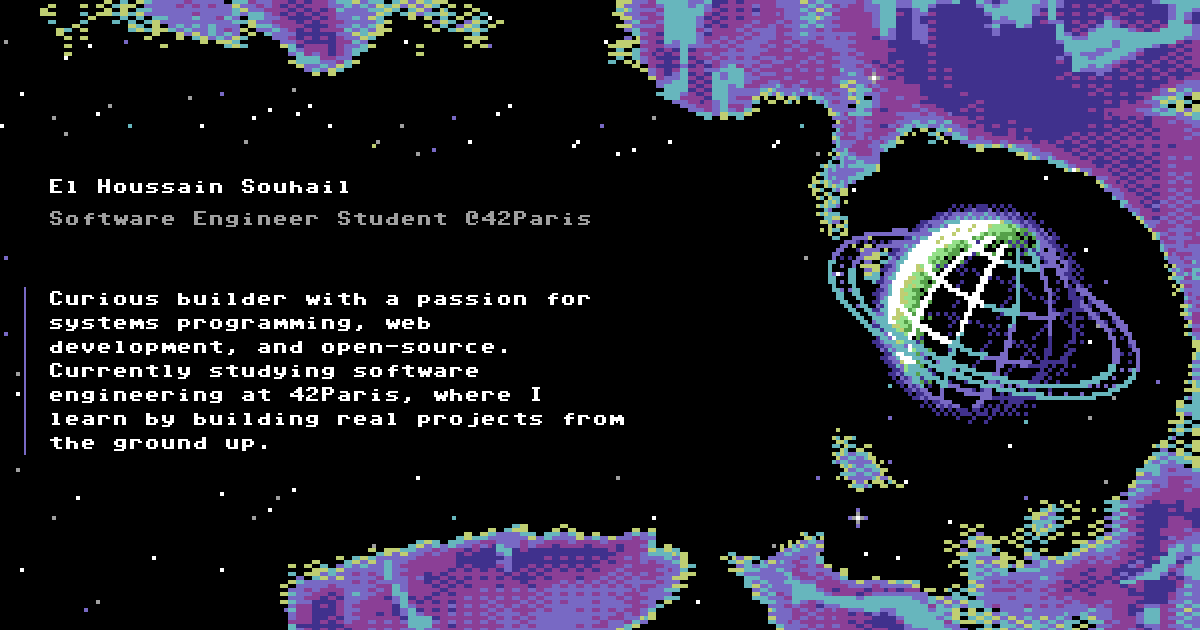 El Houssain Souhail
Software Engineer Student @42Paris
Curious builder with a passion for
systems programming, web
development, and open-source.
Currently studying software
engineering at 42Paris, where I
learn by building real projects from
the ground up.